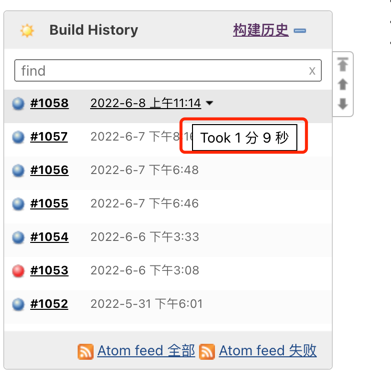 Build History 构建历史
find x
#1058 2022-6-8 上午11:14
#1057 2022-6-7 下午8:16
Took 1 分 9 秒
#1056 2022-6-7 下午6:48
#1055 2022-6-7 下午6:46
#1054 2022-6-6 下午3:33
#1053 2022-6-6 下午3:08
#1052 2022-5-31 下午6:01
Atom feed 全部 Atom feed 失败